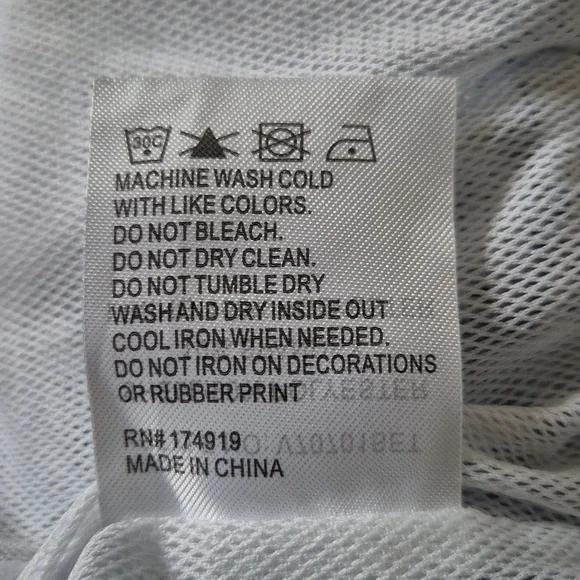 30C
MACHINE WASH COLD
WITH LIKE COLORS.
DO NOT BLEACH.
DO NOT DRY CLEAN.
DO NOT TUMBLE DRY
WASH AND DRY INSIDE OUT
COOL IRON WHEN NEEDED.
DO NOT IRON ON DECORATIONS
OR RUBBER PRINT
RN# 174919
MADE IN CHINA